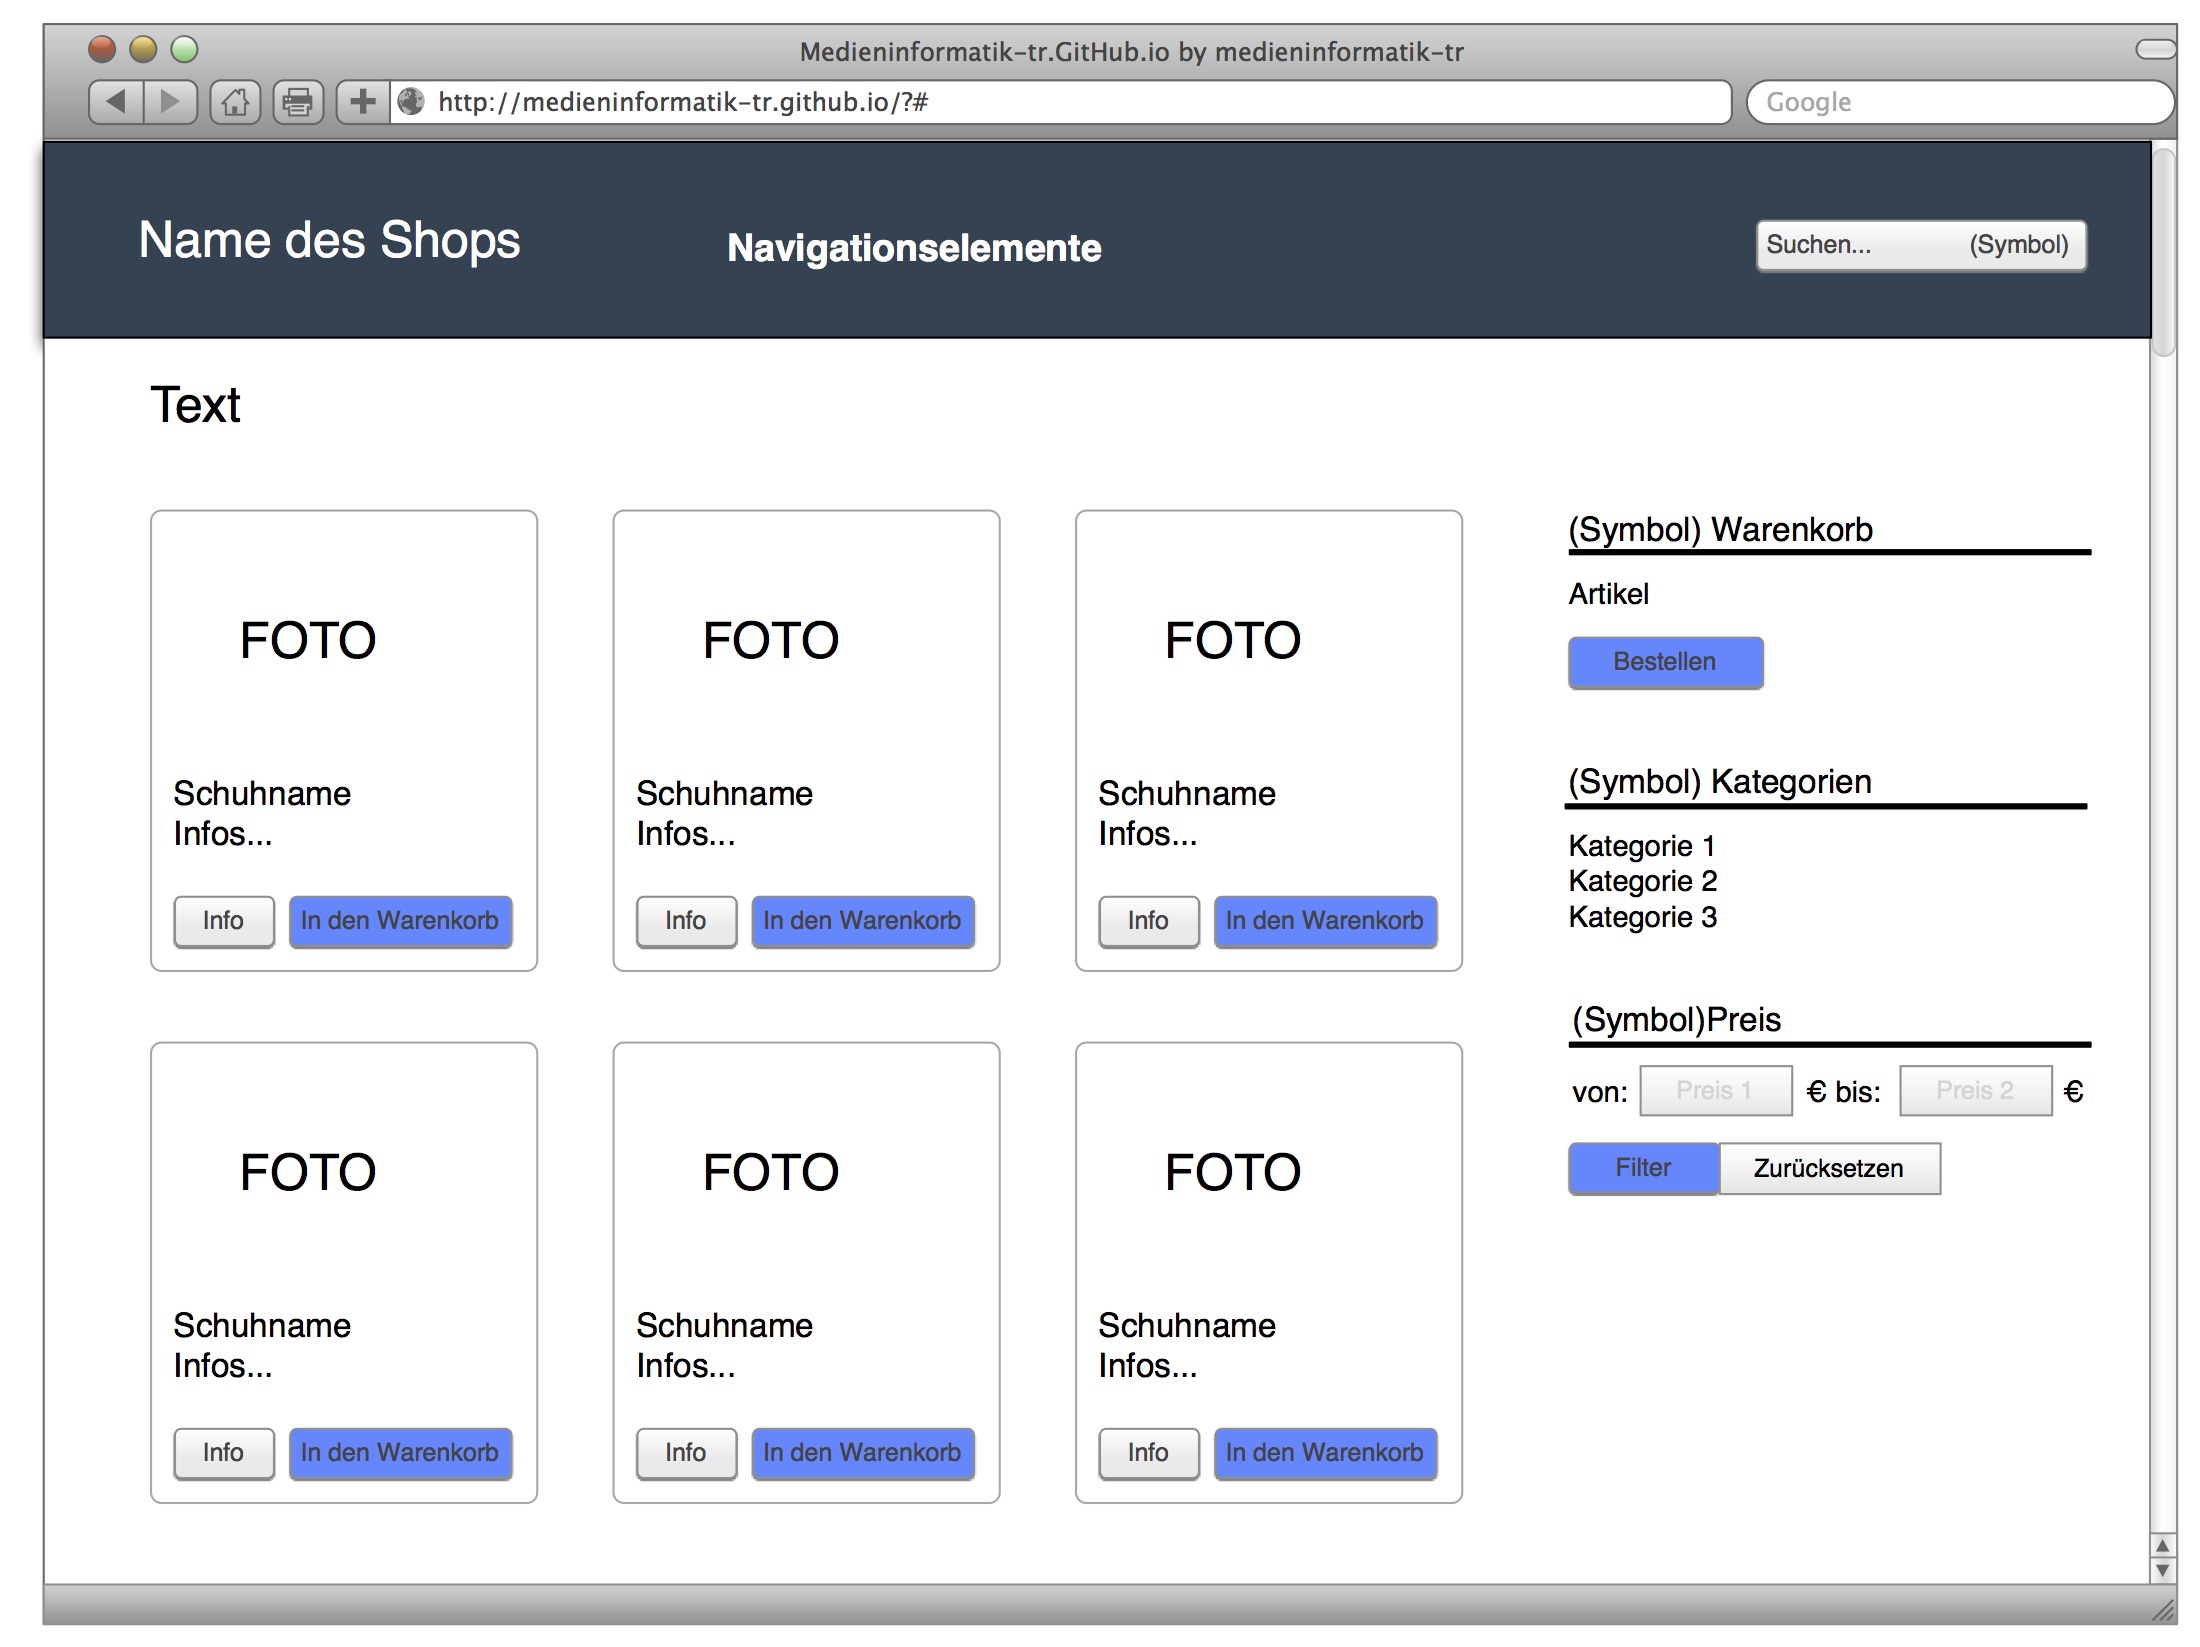 Medieninformatik-tr.GitHub.io by medieninformatik-tr
http://medieninformatik-tr.github.io/?#
Google
Name des Shops
Navigationselemente
Suchen... (Symbol)
Text
FOTO
Schuhname
Infos...
Info In den Warenkorb
FOTO
Schuhname
Infos...
Info In den Warenkorb
FOTO
Schuhname
Infos...
Info In den Warenkorb
FOTO
Schuhname
Infos...
Info In den Warenkorb
FOTO
Schuhname
Infos...
Info In den Warenkorb
FOTO
Schuhname
Infos...
Info In den Warenkorb
(Symbol) Warenkorb
Artikel
Bestellen
(Symbol) Kategorien
Kategorie 1
Kategorie 2
Kategorie 3
(Symbol)Preis
von: Preis 1 € bis: Preis 2 €
Filter Zurücksetzen